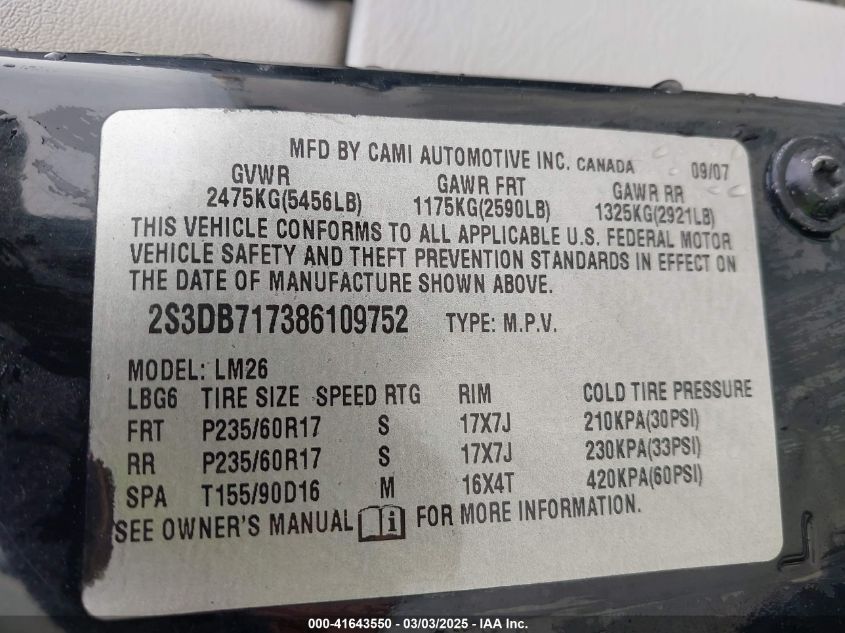 MFD BY CAMI AUTOMOTIVE INC. CANADA 09/07
GVWR GAWR FRT GAWR RR
2475KG(5456LB) 1175KG(2590LB) 1325KG(2921LB)
THIS VEHICLE CONFORMS TO ALL APPLICABLE U.S. FEDERAL MOTOR
VEHICLE SAFETY AND THEFT PREVENTION STANDARDS IN EFFECT ON
THE DATE OF MANUFACTURE SHOWN ABOVE.
2S3DB717386109752 TYPE: M.P.V.
MODEL: LM26
LBG6 TIRE SIZE SPEED RTG RIM COLD TIRE PRESSURE
FRT P235/60R17 S 17X7J 210KPA(30PSI)
RR P235/60R17 S 17X7J 230KPA(33PSI)
SPA T155/90D16 M 16X4T 420KPA(60PSI)
SEE OWNER'S MANUAL i FOR MORE INFORMATION.
000-41643550 - 03/03/2025 - IAA Inc.